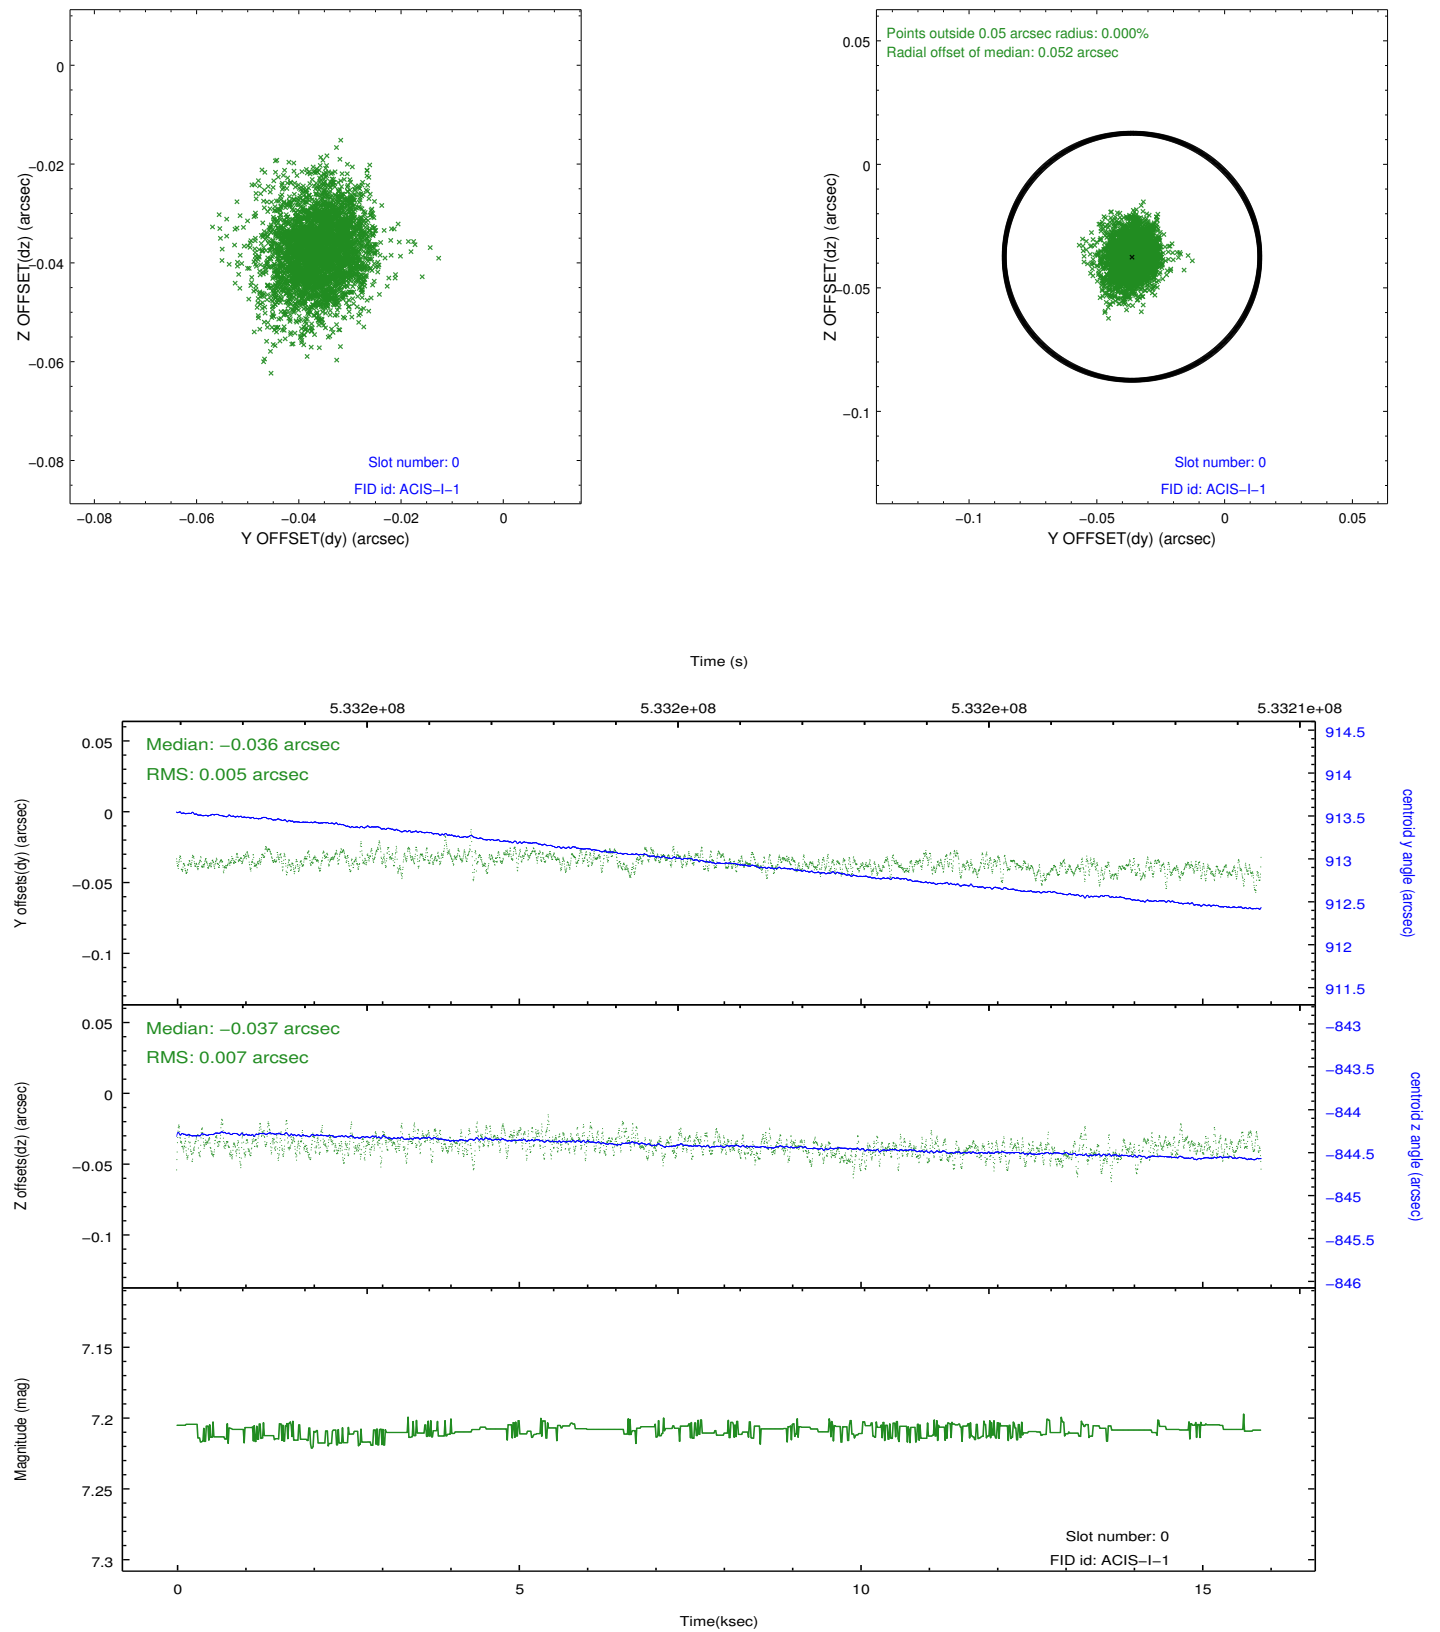 0
−0.02
−0.04
−0.06
−0.08
Z OFFSET(dz) (arcsec)
Slot number: 0
FID id: ACIS−I−1
−0.08 −0.06 −0.04 −0.02 0
Y OFFSET(dy) (arcsec)
Points outside 0.05 arcsec radius: 0.000%
Radial offset of median: 0.052 arcsec
0.05
0
−0.05
−0.1
Z OFFSET(dz) (arcsec)
Slot number: 0
FID id: ACIS−I−1
−0.1 −0.05 0 0.05
Y OFFSET(dy) (arcsec)
Time (s)
5.332e+08 5.332e+08 5.332e+08 5.3321e+08
Median: −0.036 arcsec
RMS: 0.005 arcsec
0.05
0
−0.05
−0.1
Y offsets(dy) (arcsec)
914.5
914
913.5
913
912.5
912
911.5
centroid y angle (arcsec)
Median: −0.037 arcsec
RMS: 0.007 arcsec
0.05
0
−0.05
−0.1
Z offsets(dz) (arcsec)
−843
−843.5
−844
−844.5
−845
−845.5
−846
centroid z angle (arcsec)
7.15
7.2
7.25
7.3
Magnitude (mag)
Slot number: 0
FID id: ACIS−I−1
0 5 10 15
Time(ksec)